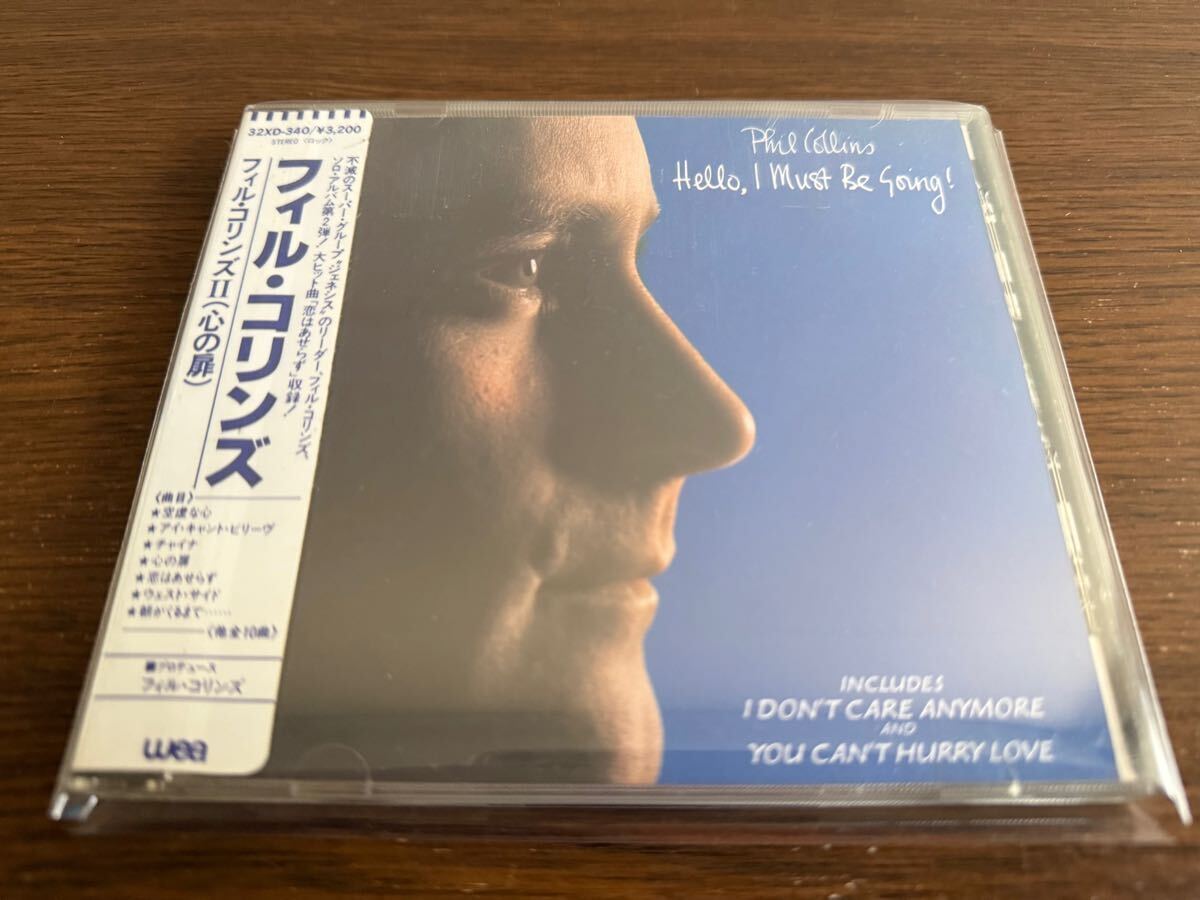 32XD-340/¥3,200
STEREO〈ロック〉
フィル・コリンズ
フィル・コリンズII(心の扉)
不滅のスーパー・グループ“ジェネシス”のリーダー、フィル・コリンズ、
ソロ・アルバム第2弾!大ヒット曲「恋はあせらず」収録!
〈曲目〉
★空虚な心
★アイ・キャント・ビリーヴ
★チャイナ
★心の扉
★恋はあせらず
★ウェスト・サイド
★朝がくるまで……
〈全10曲〉
プロデュース
フィル・コリンズ
wea
Phil Collins
Hello, I Must Be Going!
INCLUDES
I DON'T CARE ANYMORE
AND
YOU CAN'T HURRY LOVE